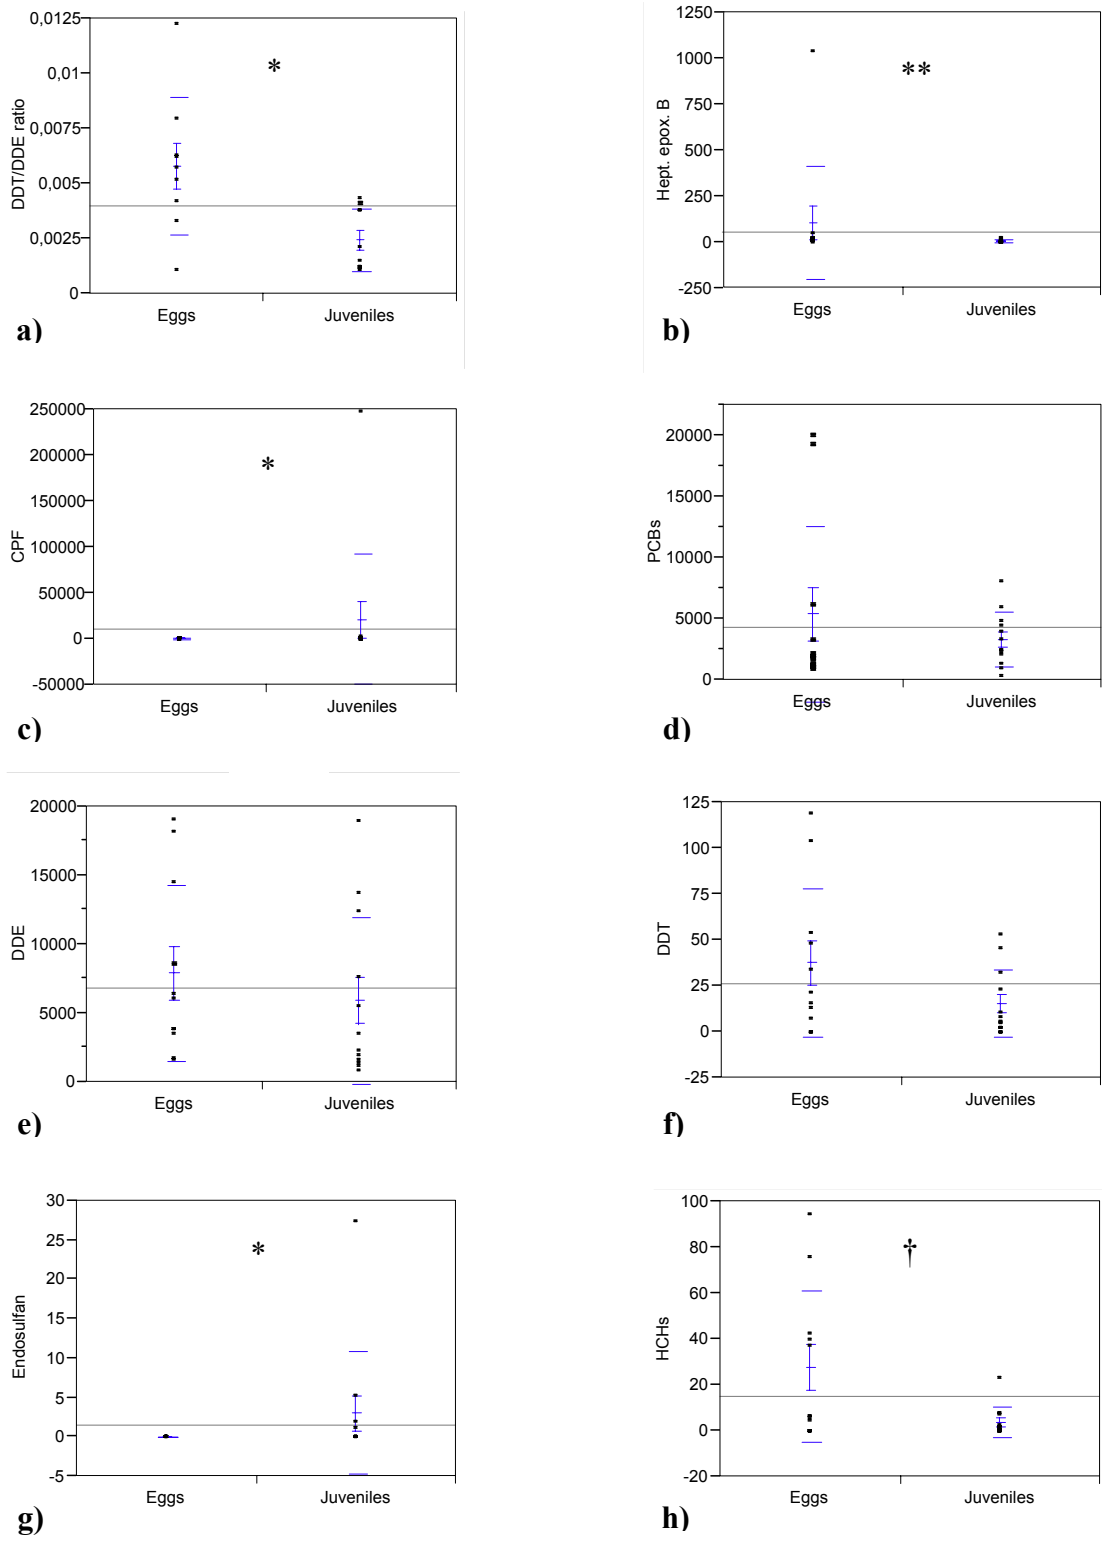 0,0125
0,01
0,0075
0,005
0,0025
0
DDT/DDE ratio
*
Eggs Juveniles
a)
1250
1000
750
500
250
0
-250
Hept. epox. B
**
Eggs Juveniles
b)
250000
200000
150000
100000
50000
0
-50000
CPF
*
Eggs Juveniles
c)
20000
15000
10000
5000
0
PCBs
Eggs Juveniles
d)
20000
15000
10000
5000
0
DDE
Eggs Juveniles
e)
125
100
75
50
25
0
-25
DDT
Eggs Juveniles
f)
30
25
20
15
10
5
0
-5
Endosulfan
*
Eggs Juveniles
g)
100
80
60
40
20
0
-20
HCHs
†
Eggs Juveniles
h)